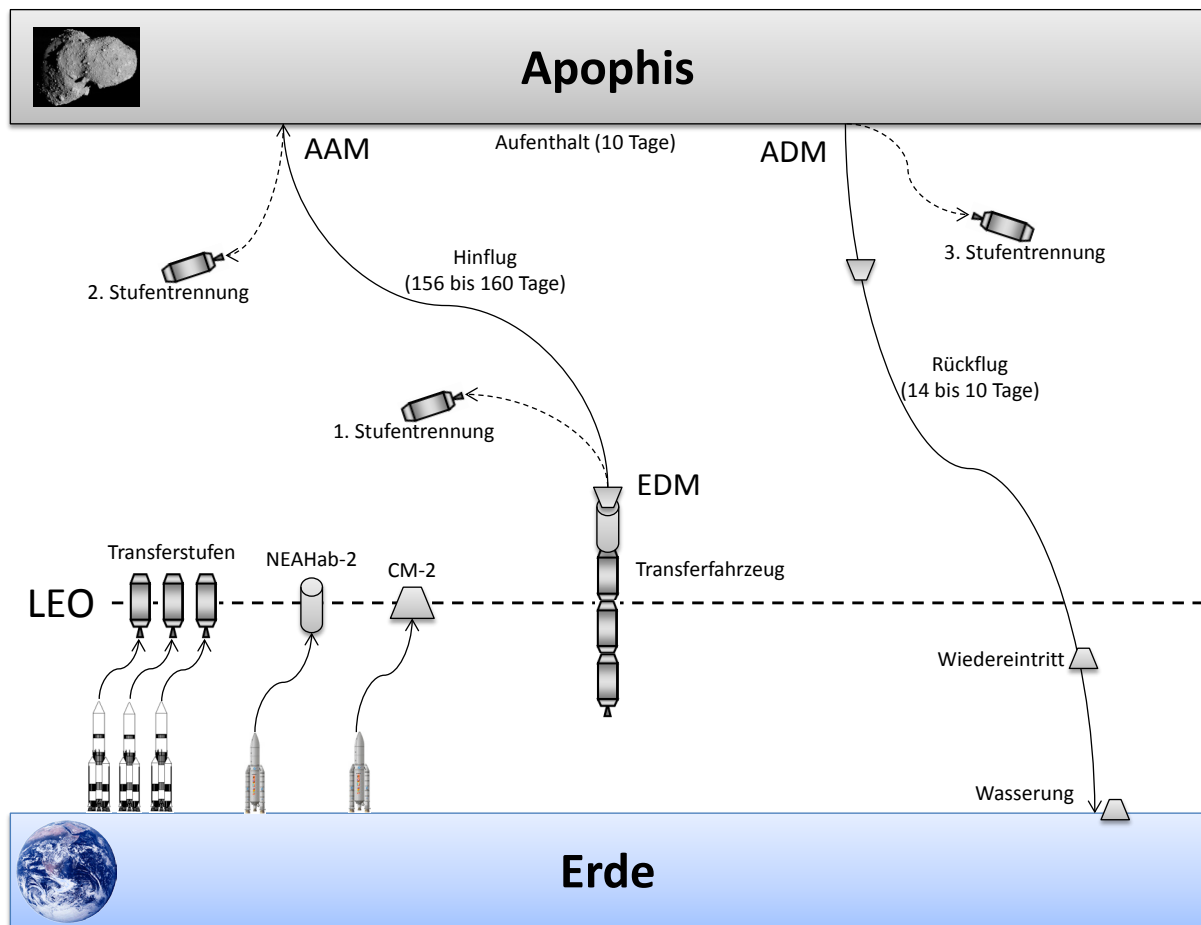 Apophis
AAM
Aufenthalt (10 Tage)
ADM
2. Stufentrennung
Hinflug
(156 bis 160 Tage)
3. Stufentrennung
1. Stufentrennung
Rückflug
(14 bis 10 Tage)
EDM
Transferstufen
NEAHab-2
CM-2
Transferfahrzeug
LEO
Wiedereintritt
Wasserung
Erde